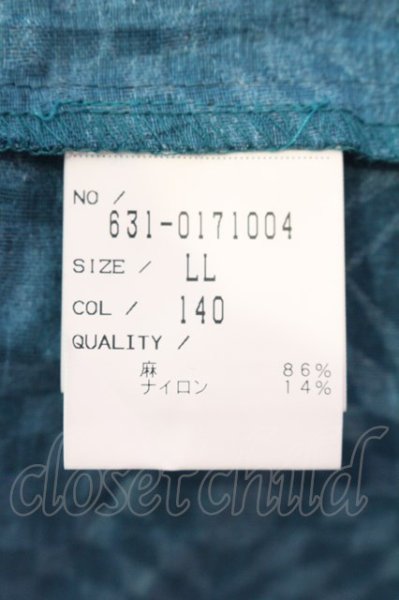 NO / 631-0171004
SIZE / LL
COL / 140
QUALITY /
麻 86%
ナイロン 14%
closetchild